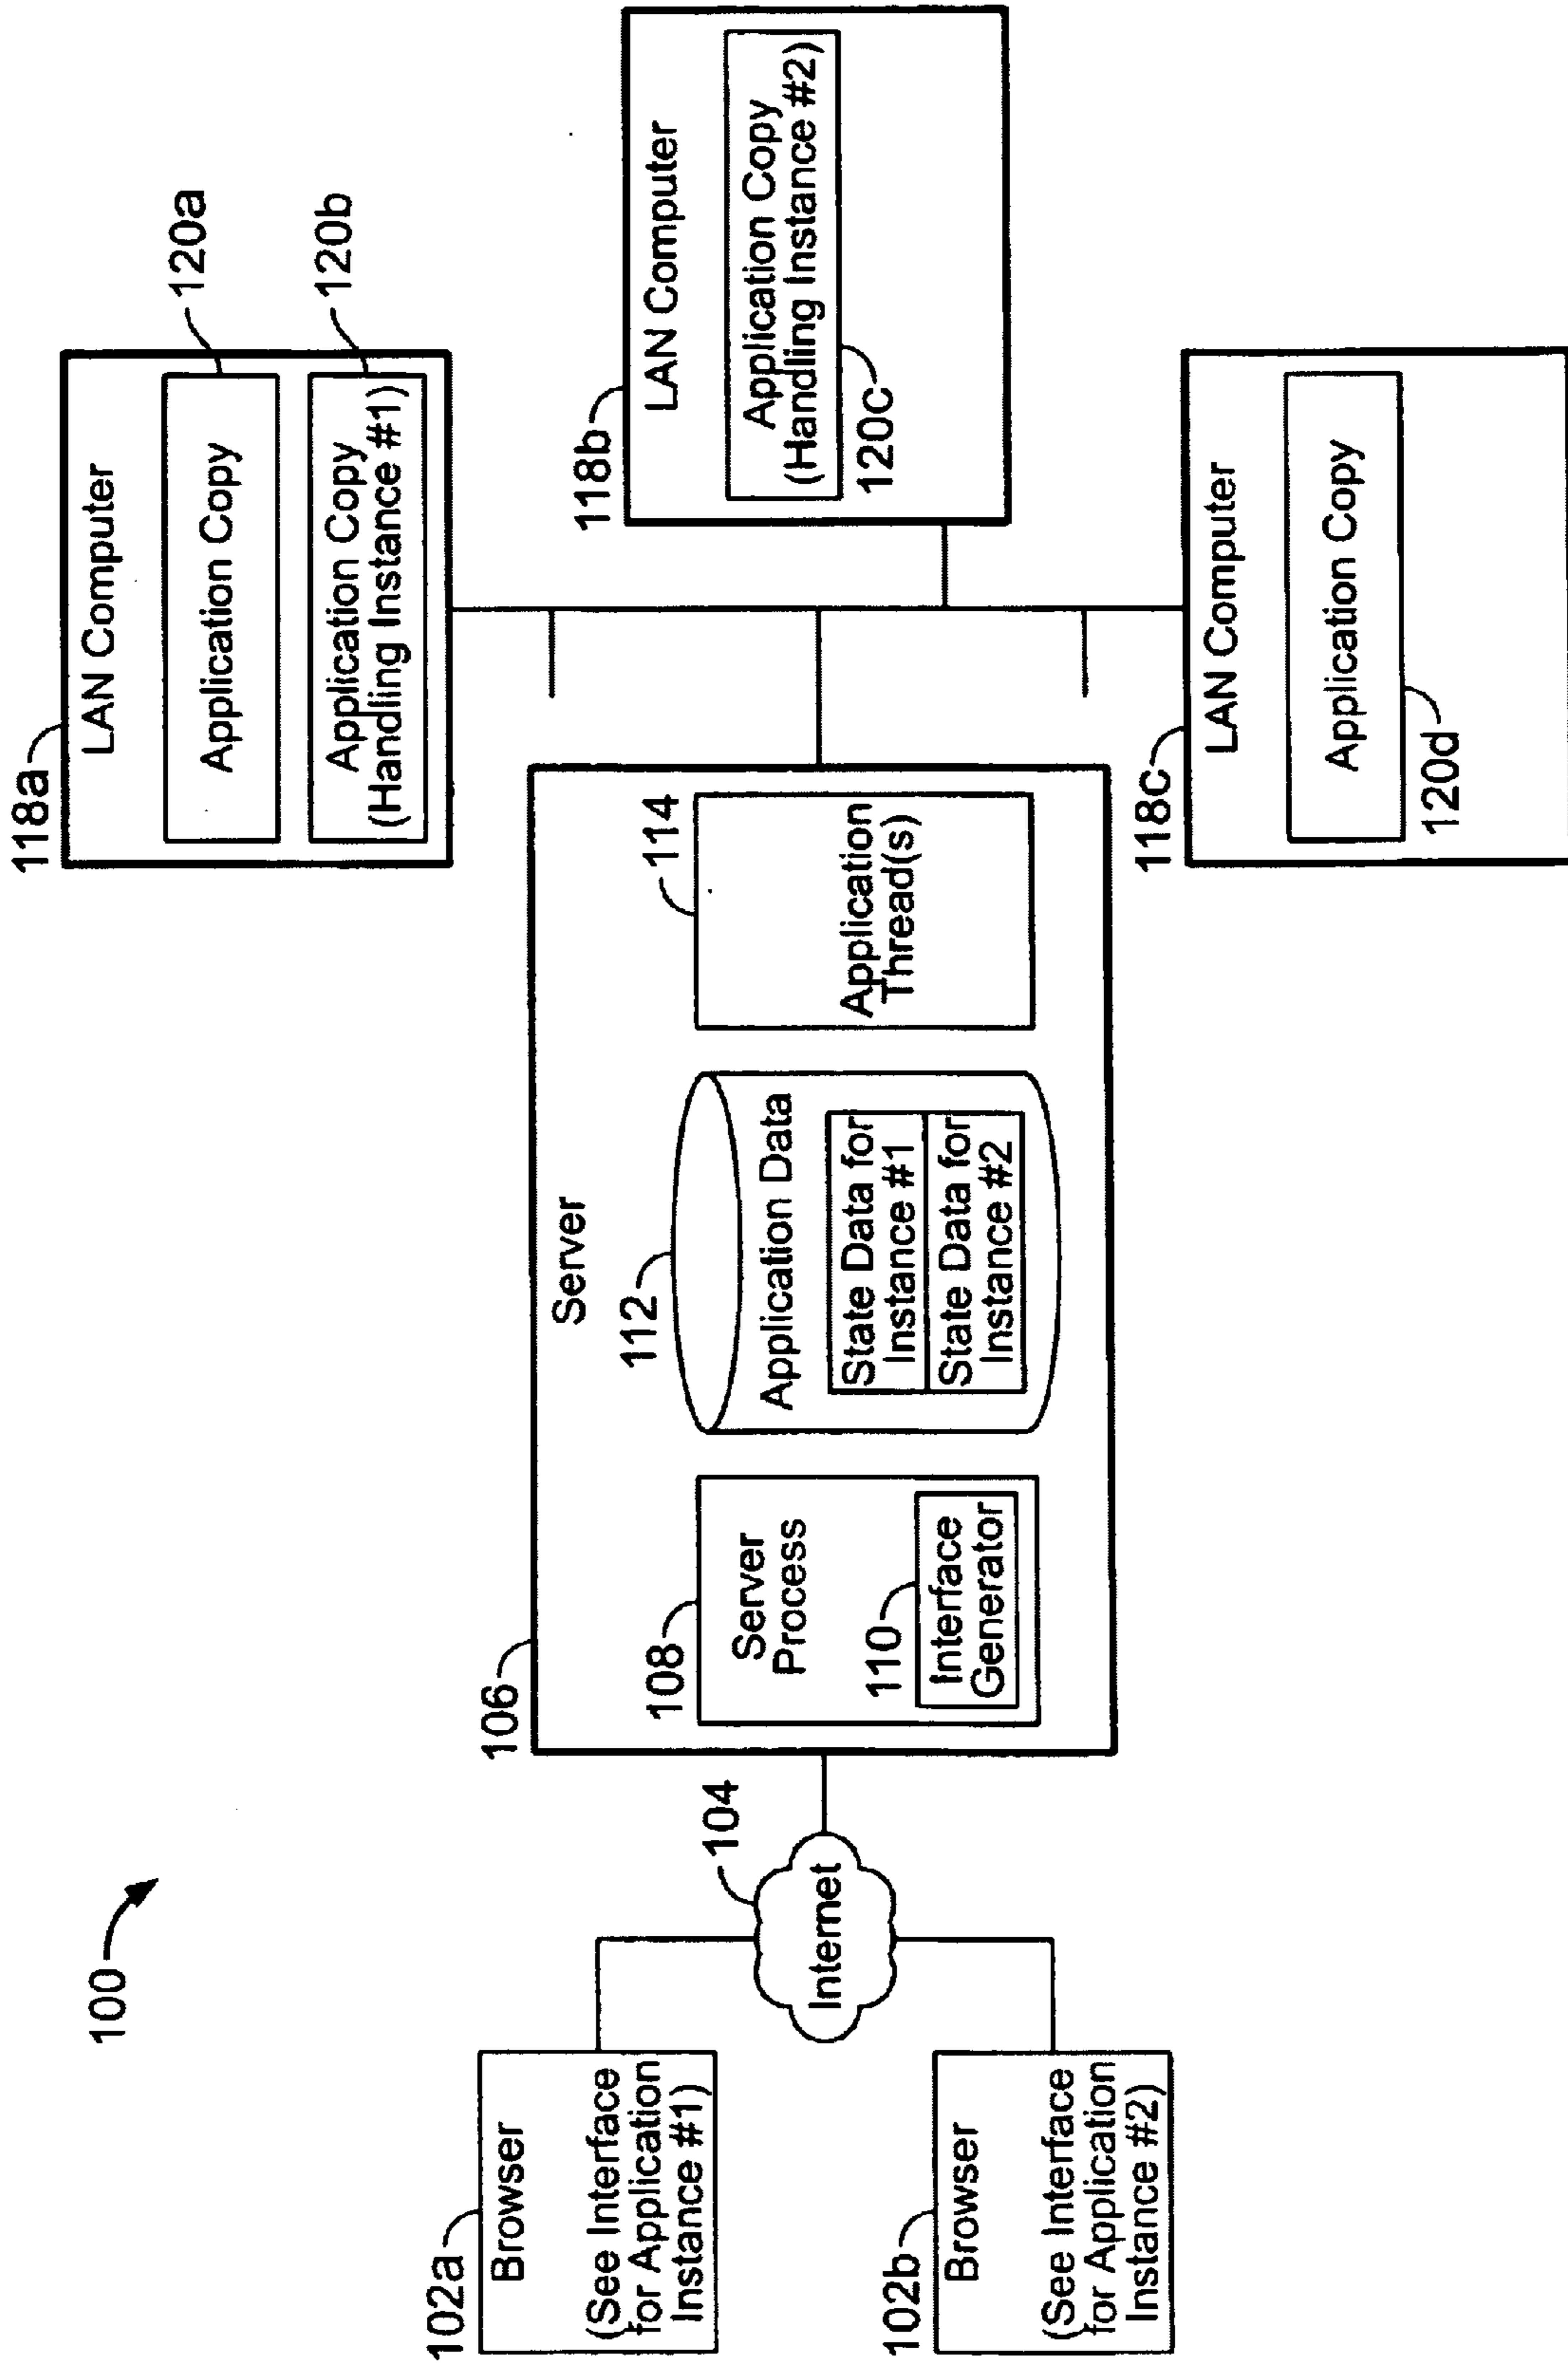 100
102a
Browser
(See Interface
for Application
Instance #1)
102b
Browser
(See Interface
for Application
Instance #2)
104
Internet
106
Server
108
Server
Process
110
Interface
Generator
112
Application Data
State Data for
Instance #1
State Data for
Instance #2
114
Application
Thread(s)
118a
LAN Computer
Application Copy
120a
Application Copy
(Handling Instance #1)
120b
118b
LAN Computer
Application Copy
(Handling Instance #2)
120c
118c
LAN Computer
Application Copy
120d